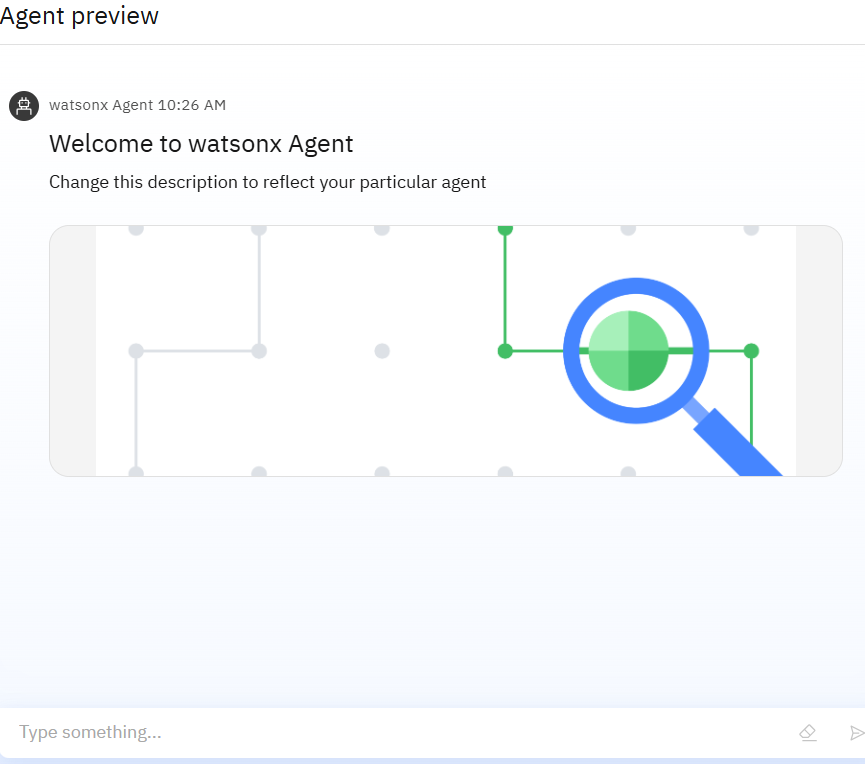 Agent preview
watsonx Agent 10:26 AM
Welcome to watsonx Agent
Change this description to reflect your particular agent
Type something...